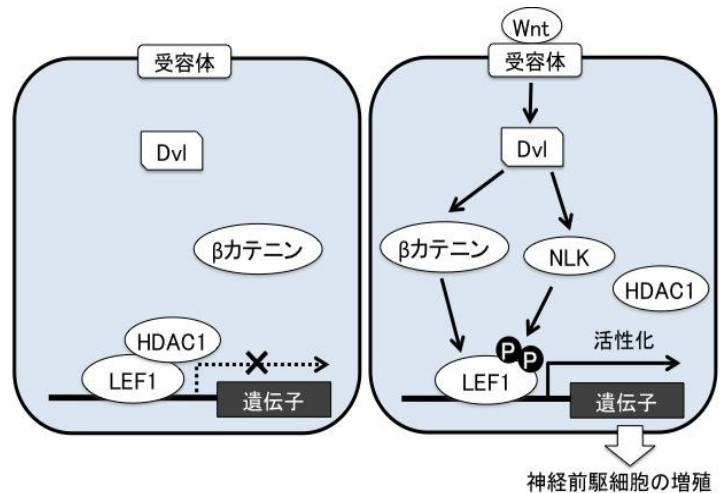 受容体
Dvl
βカテニン
HDAC1
LEF1
遺伝子
Wnt
受容体
Dvl
βカテニン
NLK
HDAC1
P
P
LEF1
活性化
遺伝子
神経前駆細胞の増殖